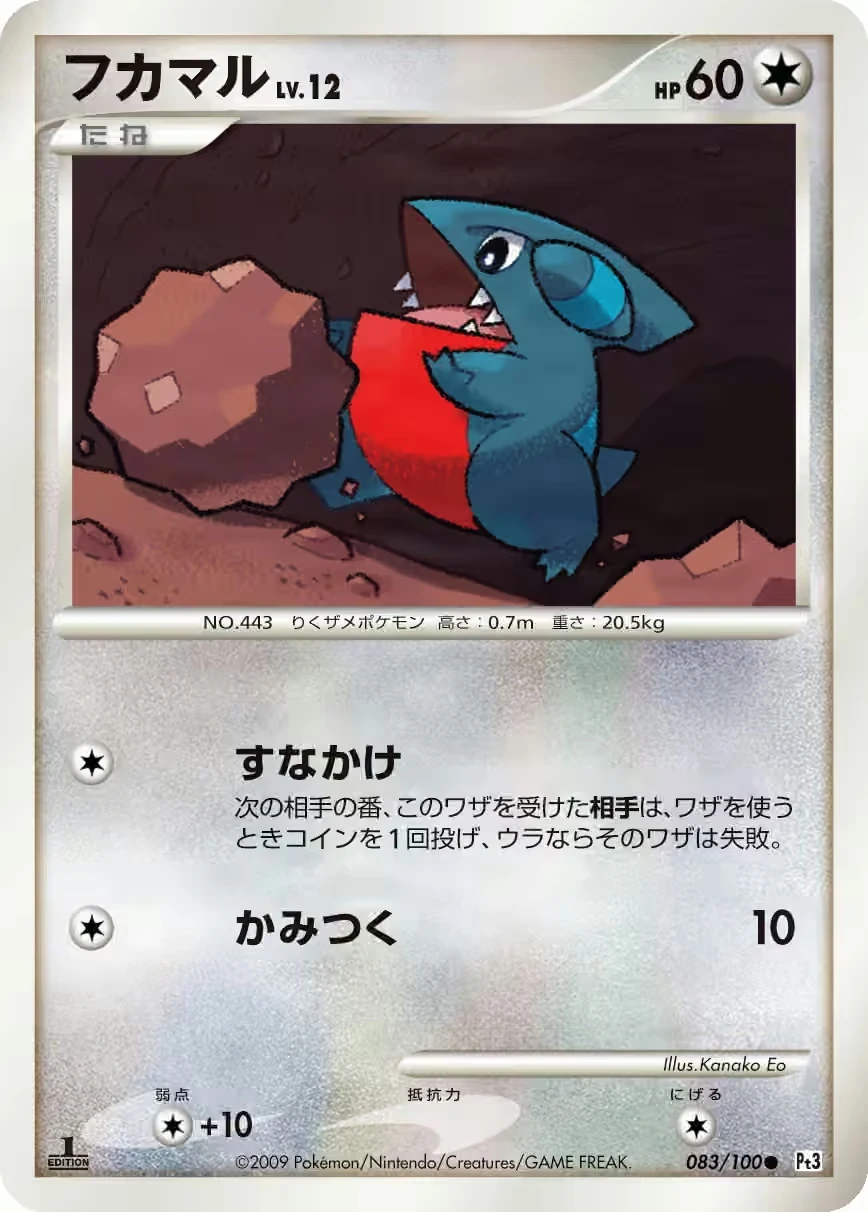 フカマル LV.12 HP60
たね
NO.443 りくザメポケモン 高さ：0.7m 重さ：20.5kg
すなかけ
次の相手の番、このワザを受けた相手は、ワザを使う
ときコインを1回投げ、ウラならそのワザは失敗。
かみつく 10
Illus.Kanako Eo
弱点 抵抗力 にげる
+10
1 EDITION
©2009 Pokémon/Nintendo/Creatures/GAME FREAK. 083/100● Pt3